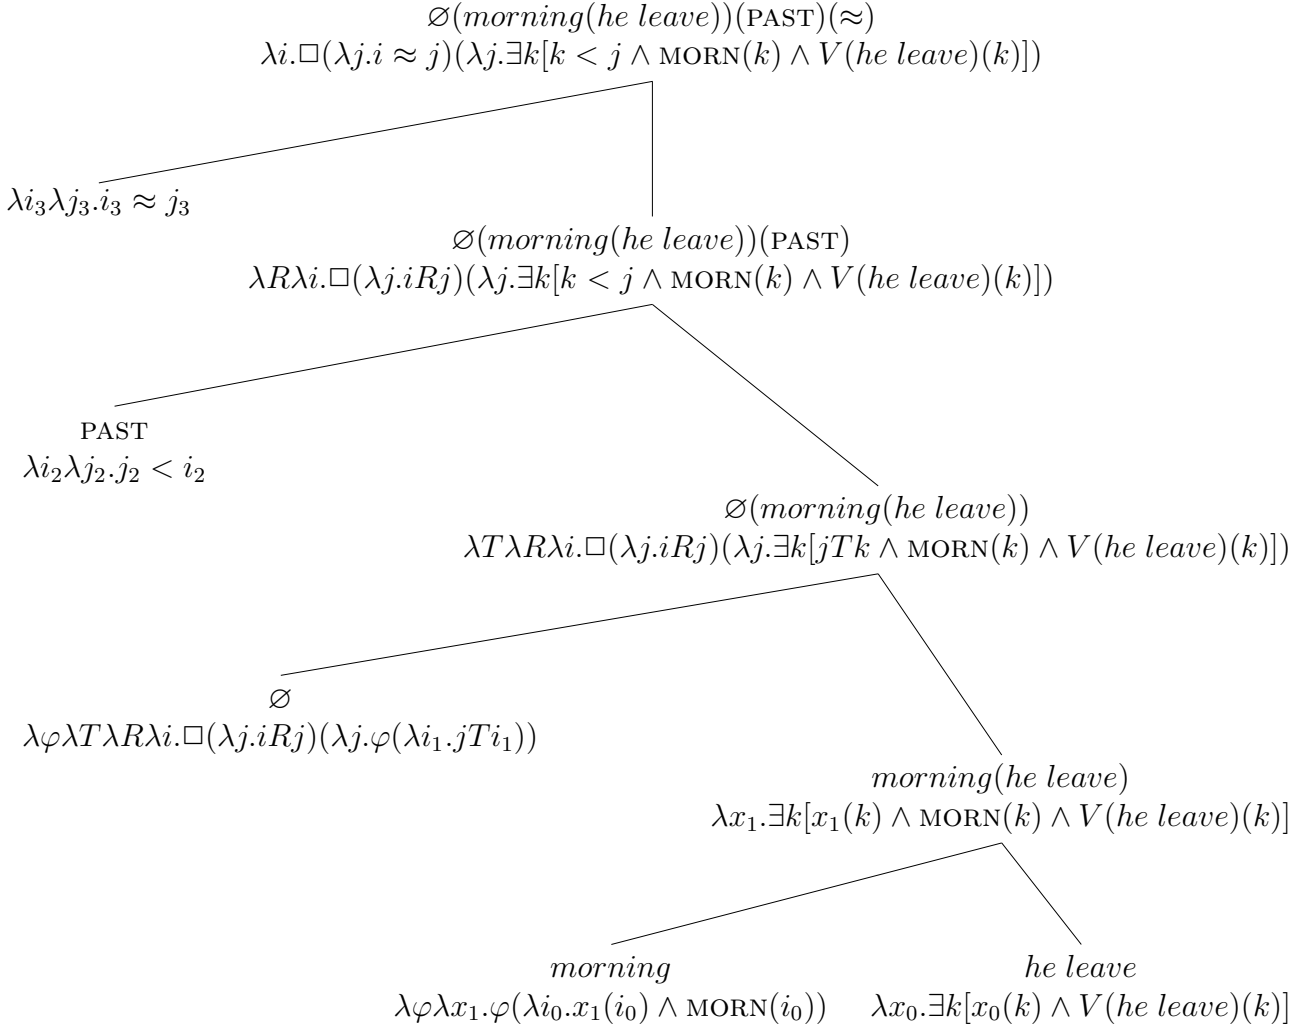 ∅(morning(he leave))(PAST)(≈)
λi.□(λj.i ≈ j)(λj.∃k[k < j ∧ MORN(k) ∧ V(he leave)(k)])
λi₃λj₃.i₃ ≈ j₃
∅(morning(he leave))(PAST)
λRλi.□(λj.iRj)(λj.∃k[k < j ∧ MORN(k) ∧ V(he leave)(k)])
PAST
λi₂λj₂.j₂ < i₂
∅(morning(he leave))
λTλRλi.□(λj.iRj)(λj.∃k[jTk ∧ MORN(k) ∧ V(he leave)(k)])
∅
λφλTλRλi.□(λj.iRj)(λj.φ(λi₁.jTi₁))
morning(he leave)
λx₁.∃k[x₁(k) ∧ MORN(k) ∧ V(he leave)(k)]
morning
λφλx₁.φ(λi₀.x₁(i₀) ∧ MORN(i₀))
he leave
λx₀.∃k[x₀(k) ∧ V(he leave)(k)]